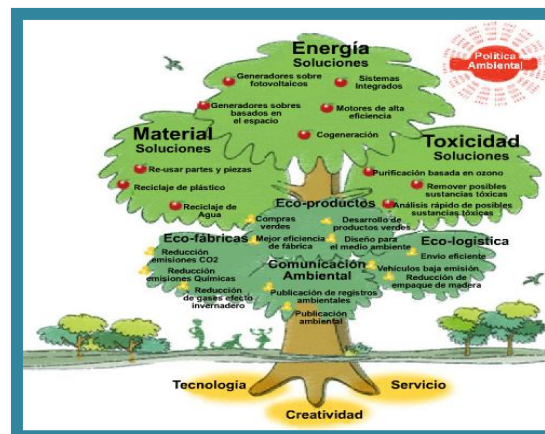 Política
Ambiental
Energía
Soluciones
Generadores sobre
fotovoltaicos
Sistemas
Integrados
Generadores sobres
basados en
el espacio
Motores de alta
eficiencia
Cogeneración
Material
Soluciones
Re-usar partes y piezas
Reciclaje de plástico
Reciclaje de
Agua
Toxicidad
Soluciones
Purificación basada en ozono
Remover posibles
sustancias tóxicas
Análisis rápido de posibles
sustancias tóxicas
Eco-productos
Compras
verdes
Desarrollo de
productos verdes
Mejor eficiencia
de fábrica
Diseño para
el medio ambiente
Eco-fábricas
Reducción
emisiones CO2
Reducción
emisiones Químicas
Reducción
de gases efecto
invernadero
Eco-logística
Envio eficiente
Vehículos baja emisión
Reducción de
empaque de madera
Comunicación
Ambiental
Publicación de registros
ambientales
Publicación
ambiental
Tecnología
Servicio
Creatividad